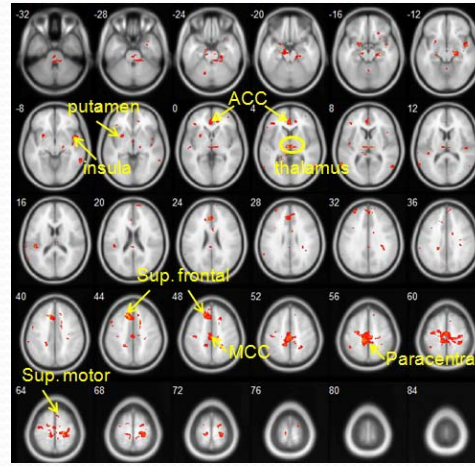 -32 -28 -24 -20 -16 -12
-8 putamen 0 ACC 4 8 12
insula thalamus
16 20 24 28 32 36
Sup. frontal
40 44 48 52 56 60
MCC Paracentral
Sup. motor
64 68 72 76 80 84